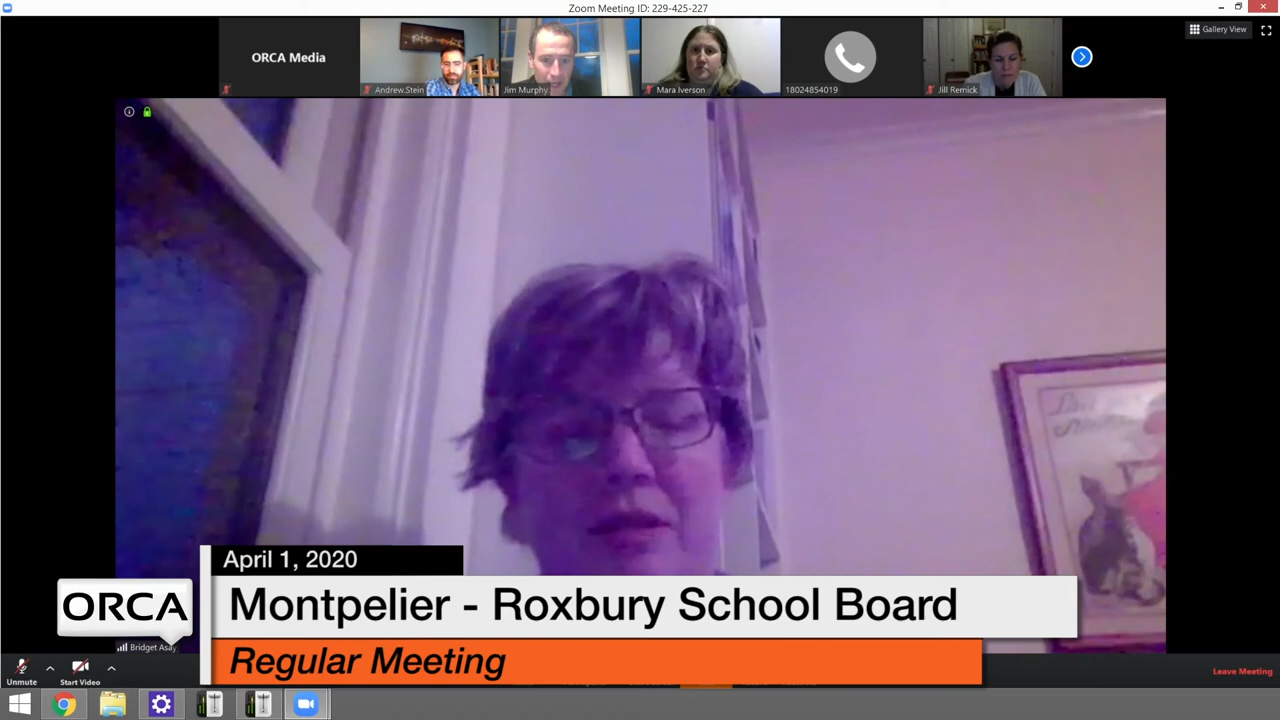 Zoom Meeting ID: 229-425-227
Gallery View
ORCA Media
Andrew.Stein
Jim Murphy
Mara Iverson
18024854019
Jill Remick
April 1, 2020
ORCA
Montpelier - Roxbury School Board
Regular Meeting
Bridget Asay
Unmute
Start Video
Leave Meeting